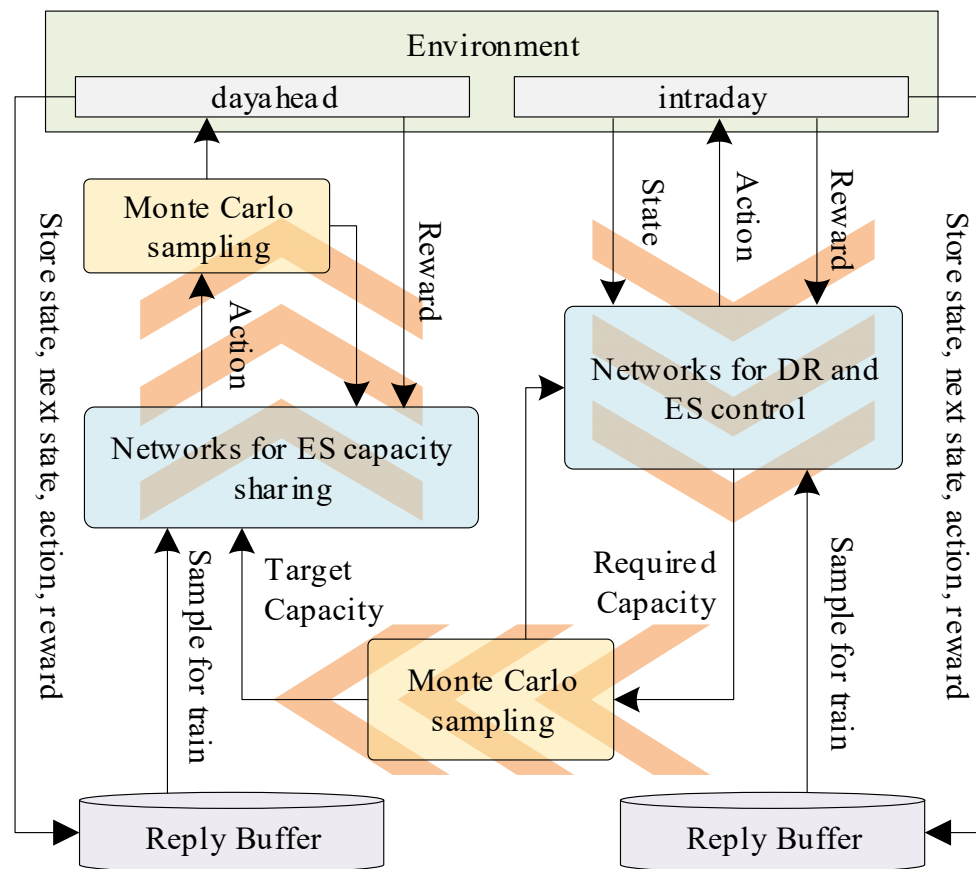 Environment
dayahead
intraday
Monte Carlo
sampling
Reward
State
Action
Reward
Action
Store state, next state, action, reward
Store state, next state, action, reward
Networks for DR and
ES control
Networks for ES capacity
sharing
Sample for train
Target
Capacity
Required
Capacity
Sample for train
Monte Carlo
sampling
Reply Buffer
Reply Buffer